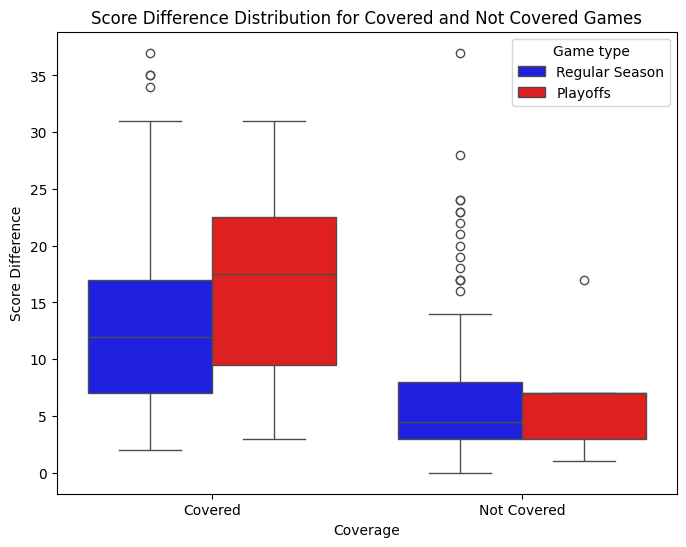 Score Difference Distribution for Covered and Not Covered Games
Game type
Regular Season
Playoffs
35
30
25
20
15
10
5
0
Score Difference
Covered
Not Covered
Coverage